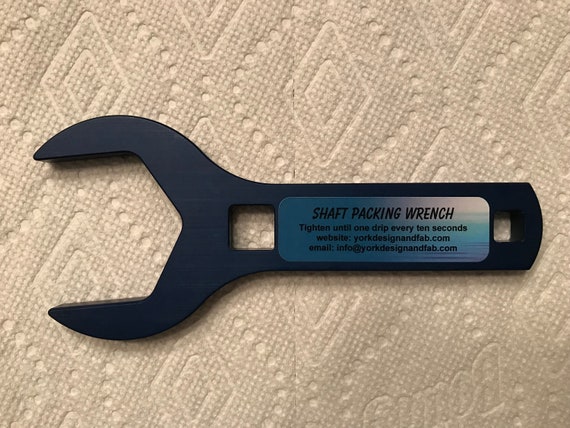 SHAFT PACKING WRENCH
Tighten until one drip every ten seconds
website: yorkdesignandfab.com
email: info@yorkdesignandfab.com